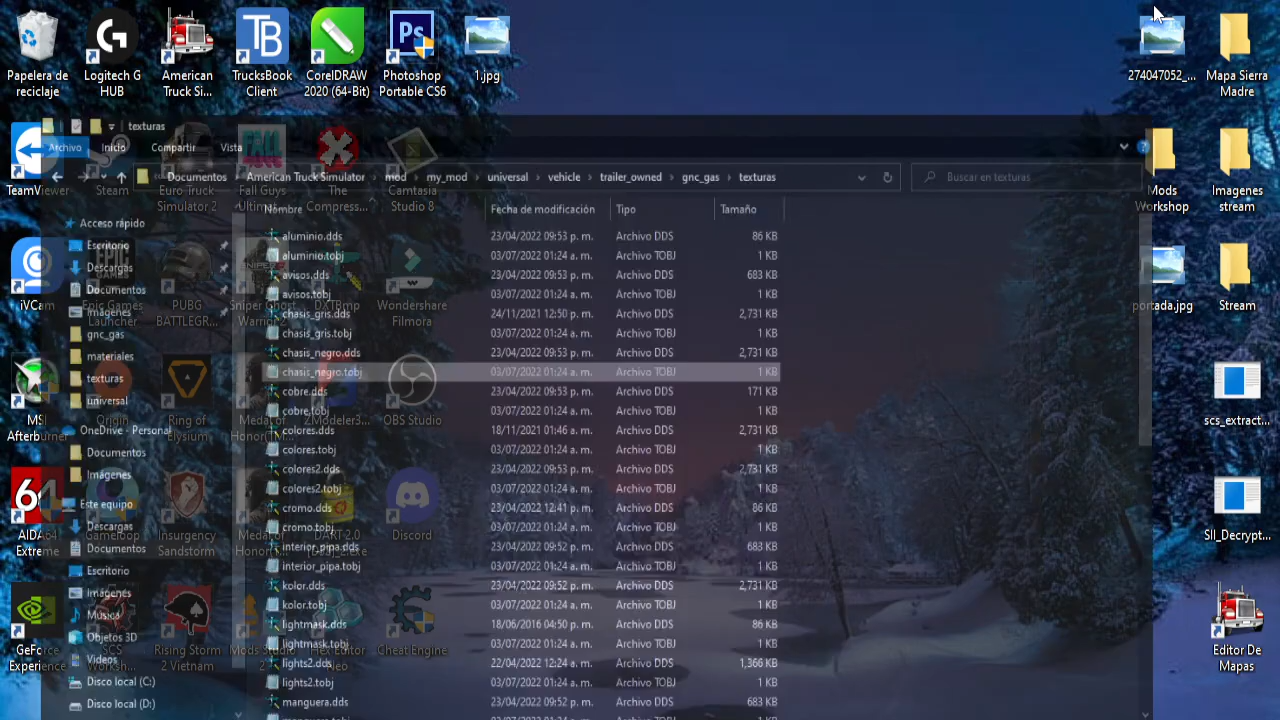 Papelera de reciclaje
Logitech G HUB
American Truck Si...
TrucksBook Client
CorelDRAW 2020 (64-Bit)
Photoshop Portable CS6
1.jpg
274047052_...
Mapa Sierra Madre
texturas
Archivo
Inicio
Compartir
Vista
TeamViewer
Steam
Euro Truck Simulator 2
Fall Guys
The Compress...
Camtasia Studio 8
Mods Workshop
Imagenes stream
Documentos
American Truck Simulator
mod
my_mod
universal
vehicle
trailer_owned
gnc_gas
texturas
Buscar en texturas
Nombre
Fecha de modificación
Tipo
Tamaño
Acceso rápido
Escritorio
Descargas
Documentos
Imágenes
gnc_gas
materiales
texturas
universal
OneDrive - Personal
Documentos
Imágenes
Este equipo
Descargas
Documentos
Escritorio
Imágenes
Música
Objetos 3D
Videos
Disco local (C:)
Disco local (D:)
aluminio.dds 23/04/2022 09:53 p. m. Archivo DDS 86 KB
aluminio.tobj 03/07/2022 01:24 a. m. Archivo TOBJ 1 KB
avisos.dds 23/04/2022 09:53 p. m. Archivo DDS 683 KB
avisos.tobj 03/07/2022 01:24 a. m. Archivo TOBJ 1 KB
chasis_gris.dds 24/11/2021 12:50 p. m. Archivo DDS 2,731 KB
chasis_gris.tobj 03/07/2022 01:24 a. m. Archivo TOBJ 1 KB
chasis_negro.dds 23/04/2022 09:53 p. m. Archivo DDS 2,731 KB
chasis_negro.tobj 03/07/2022 01:24 a. m. Archivo TOBJ 1 KB
cobre.dds 23/04/2022 09:53 p. m. Archivo DDS 171 KB
cobre.tobj 03/07/2022 01:24 a. m. Archivo TOBJ 1 KB
colores.dds 18/11/2021 01:46 a. m. Archivo DDS 2,731 KB
colores.tobj 03/07/2022 01:24 a. m. Archivo TOBJ 1 KB
colores2.dds 23/04/2022 09:53 p. m. Archivo DDS 2,731 KB
colores2.tobj 03/07/2022 01:24 a. m. Archivo TOBJ 1 KB
cromo.dds 23/04/2022 12:41 p. m. Archivo DDS 86 KB
cromo.tobj 03/07/2022 01:24 a. m. Archivo TOBJ 1 KB
interior_pipa.dds 23/04/2022 09:52 p. m. Archivo DDS 683 KB
interior_pipa.tobj 03/07/2022 01:24 a. m. Archivo TOBJ 1 KB
kolor.dds 23/04/2022 09:52 p. m. Archivo DDS 2,731 KB
kolor.tobj 03/07/2022 01:24 a. m. Archivo TOBJ 1 KB
lightmask.dds 18/06/2016 04:50 p. m. Archivo DDS 86 KB
lightmask.tobj 03/07/2022 01:24 a. m. Archivo TOBJ 1 KB
lights2.dds 22/04/2022 12:24 a. m. Archivo DDS 1,366 KB
lights2.tobj 03/07/2022 01:24 a. m. Archivo TOBJ 1 KB
manguera.dds 23/04/2022 09:52 p. m. Archivo DDS 683 KB
iVCam
Epic Games Launcher
PUBG BATTLEGR...
Sniper Ghost Warrior 2
DXTBmp
Wondershare Filmora
portada.jpg
Stream
MSI Afterburner
Origin
Ring of Elysium
Medal of Honor(TM...
ZModeler3...
OBS Studio
scs_extract...
AIDA64 Extreme
Gameloop
Insurgency Sandstorm
Discord
SII_Decrypt...
GeForce Experience
SCS Worksh...
Rising Storm 2 Vietnam
Mods Studio 2
Hex Editor Neo
Cheat Engine
Editor De Mapas